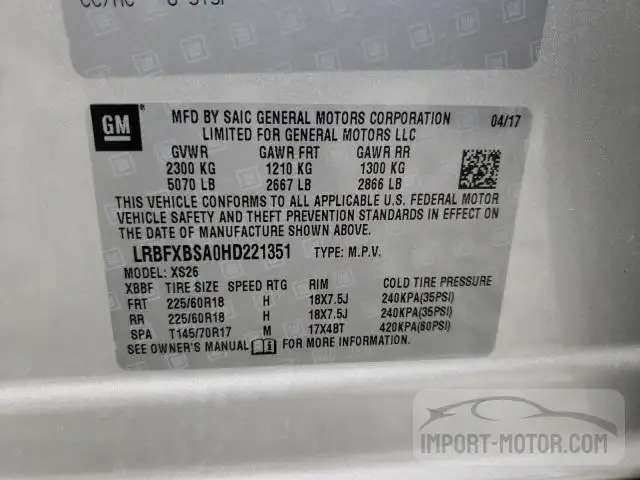 GM
MFD BY SAIC GENERAL MOTORS CORPORATION 04/17
LIMITED FOR GENERAL MOTORS LLC
GVWR GAWR FRT GAWR RR
2300 KG 1210 KG 1300 KG
5070 LB 2667 LB 2866 LB
THIS VEHICLE CONFORMS TO ALL APPLICABLE U.S. FEDERAL MOTOR
VEHICLE SAFETY AND THEFT PREVENTION STANDARDS IN EFFECT ON
THE DATE OF MANUFACTURE SHOWN ABOVE.
LRBFXBSA0HD221351 TYPE: M.P.V.
MODEL: XS26
XBBF TIRE SIZE SPEED RTG RIM COLD TIRE PRESSURE
FRT 225/60R18 H 18X7.5J 240KPA(35PSI)
RR 225/60R18 H 18X7.5J 240KPA(35PSI)
SPA T145/70R17 M 17X4BT 420KPA(60PSI)
SEE OWNER'S MANUAL i FOR MORE INFORMATION.
IMPORT-MOTOR.COM